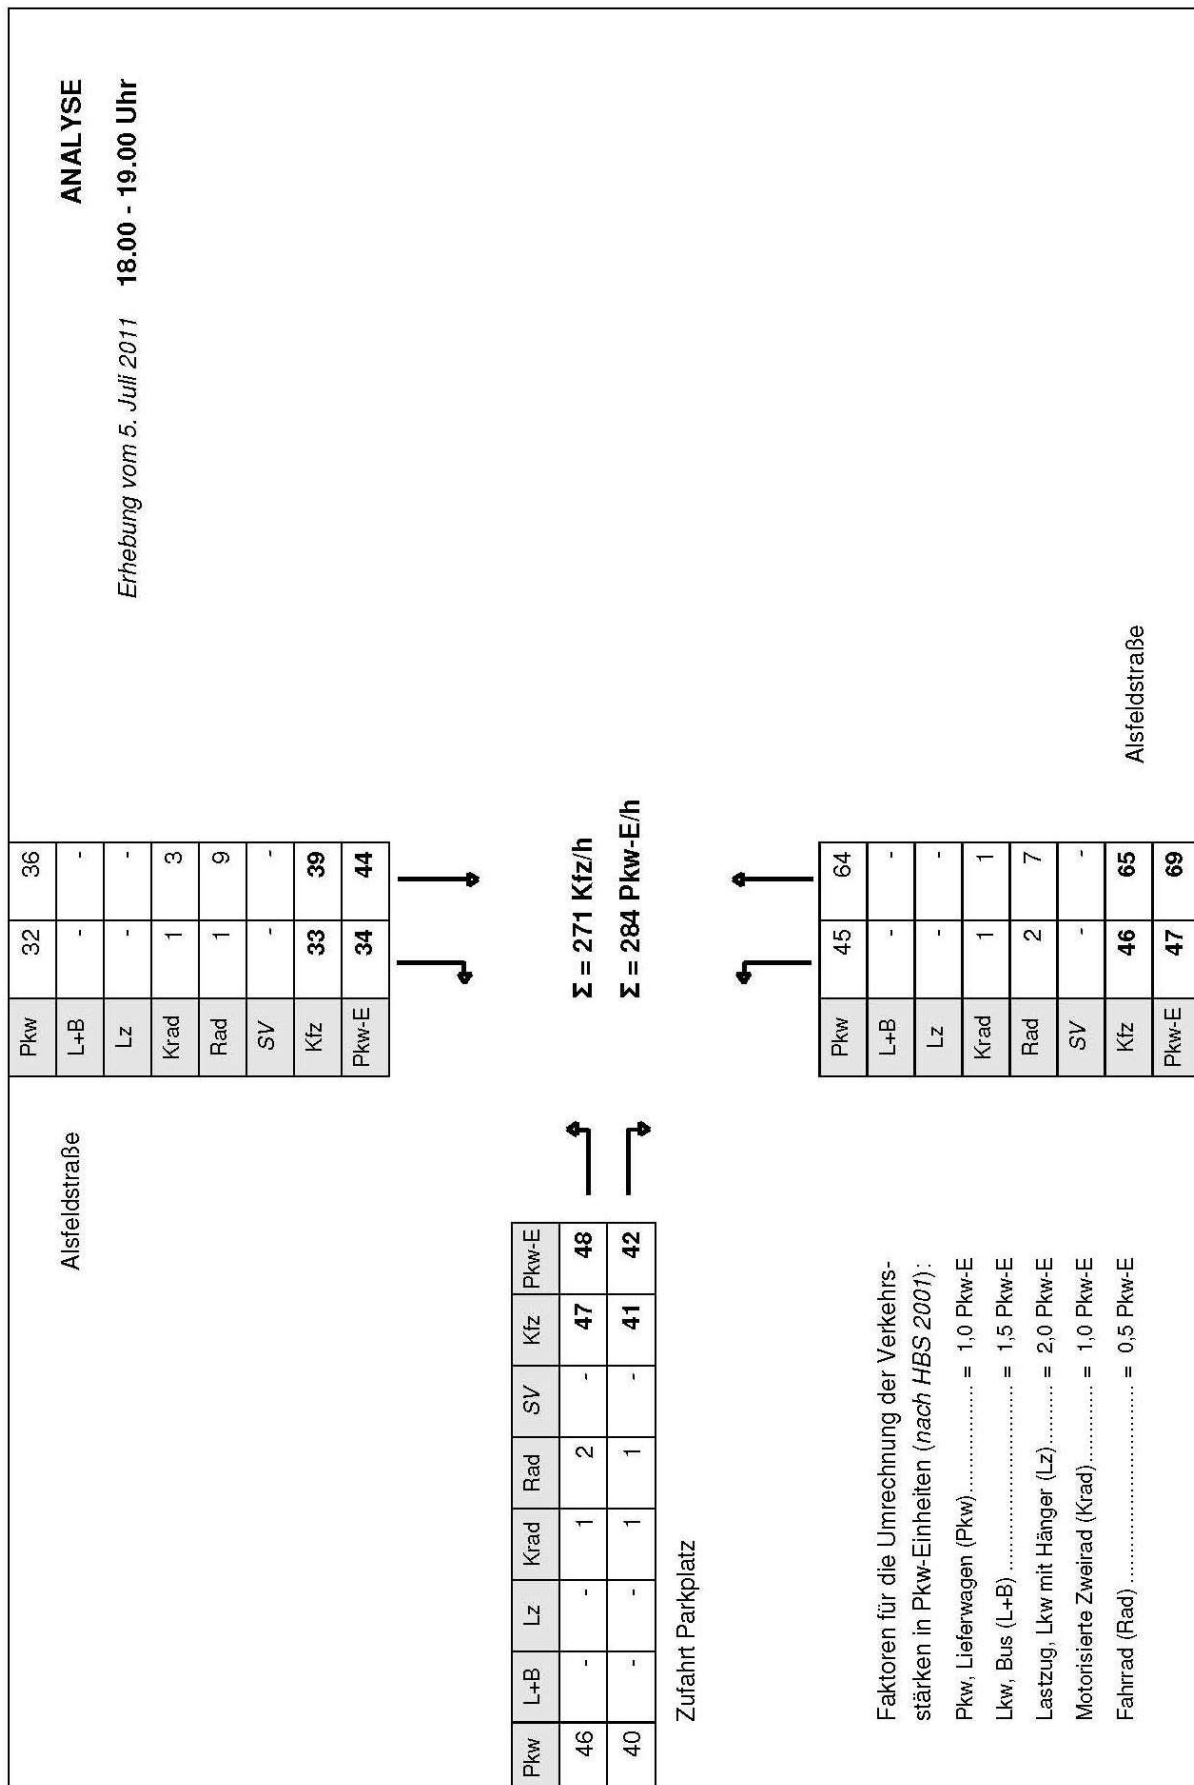 ANALYSE
Erhebung vom 5. Juli 2011 18.00 - 19.00 Uhr
Alsfeldstraße
Pkw 32 36
L+B - -
Lz - -
Krad 1 3
Rad 1 9
SV - -
Kfz 33 39
Pkw-E 34 44
Pkw L+B Lz Krad Rad SV Kfz Pkw-E
46 - - 1 2 - 47 48
40 - - 1 1 - 41 42
Zufahrt Parkplatz
Σ = 271 Kfz/h
Σ = 284 Pkw-E/h
Pkw 45 64
L+B - -
Lz - -
Krad 1 1
Rad 2 7
SV - -
Kfz 46 65
Pkw-E 47 69
Alsfeldstraße
Faktoren für die Umrechnung der Verkehrs-
stärken in Pkw-Einheiten (nach HBS 2001):
Pkw, Lieferwagen (Pkw)................... = 1,0 Pkw-E
Lkw, Bus (L+B) ............................... = 1,5 Pkw-E
Lastzug, Lkw mit Hänger (Lz).......... = 2,0 Pkw-E
Motorisierte Zweirad (Krad)............. = 1,0 Pkw-E
Fahrrad (Rad) .................................. = 0,5 Pkw-E